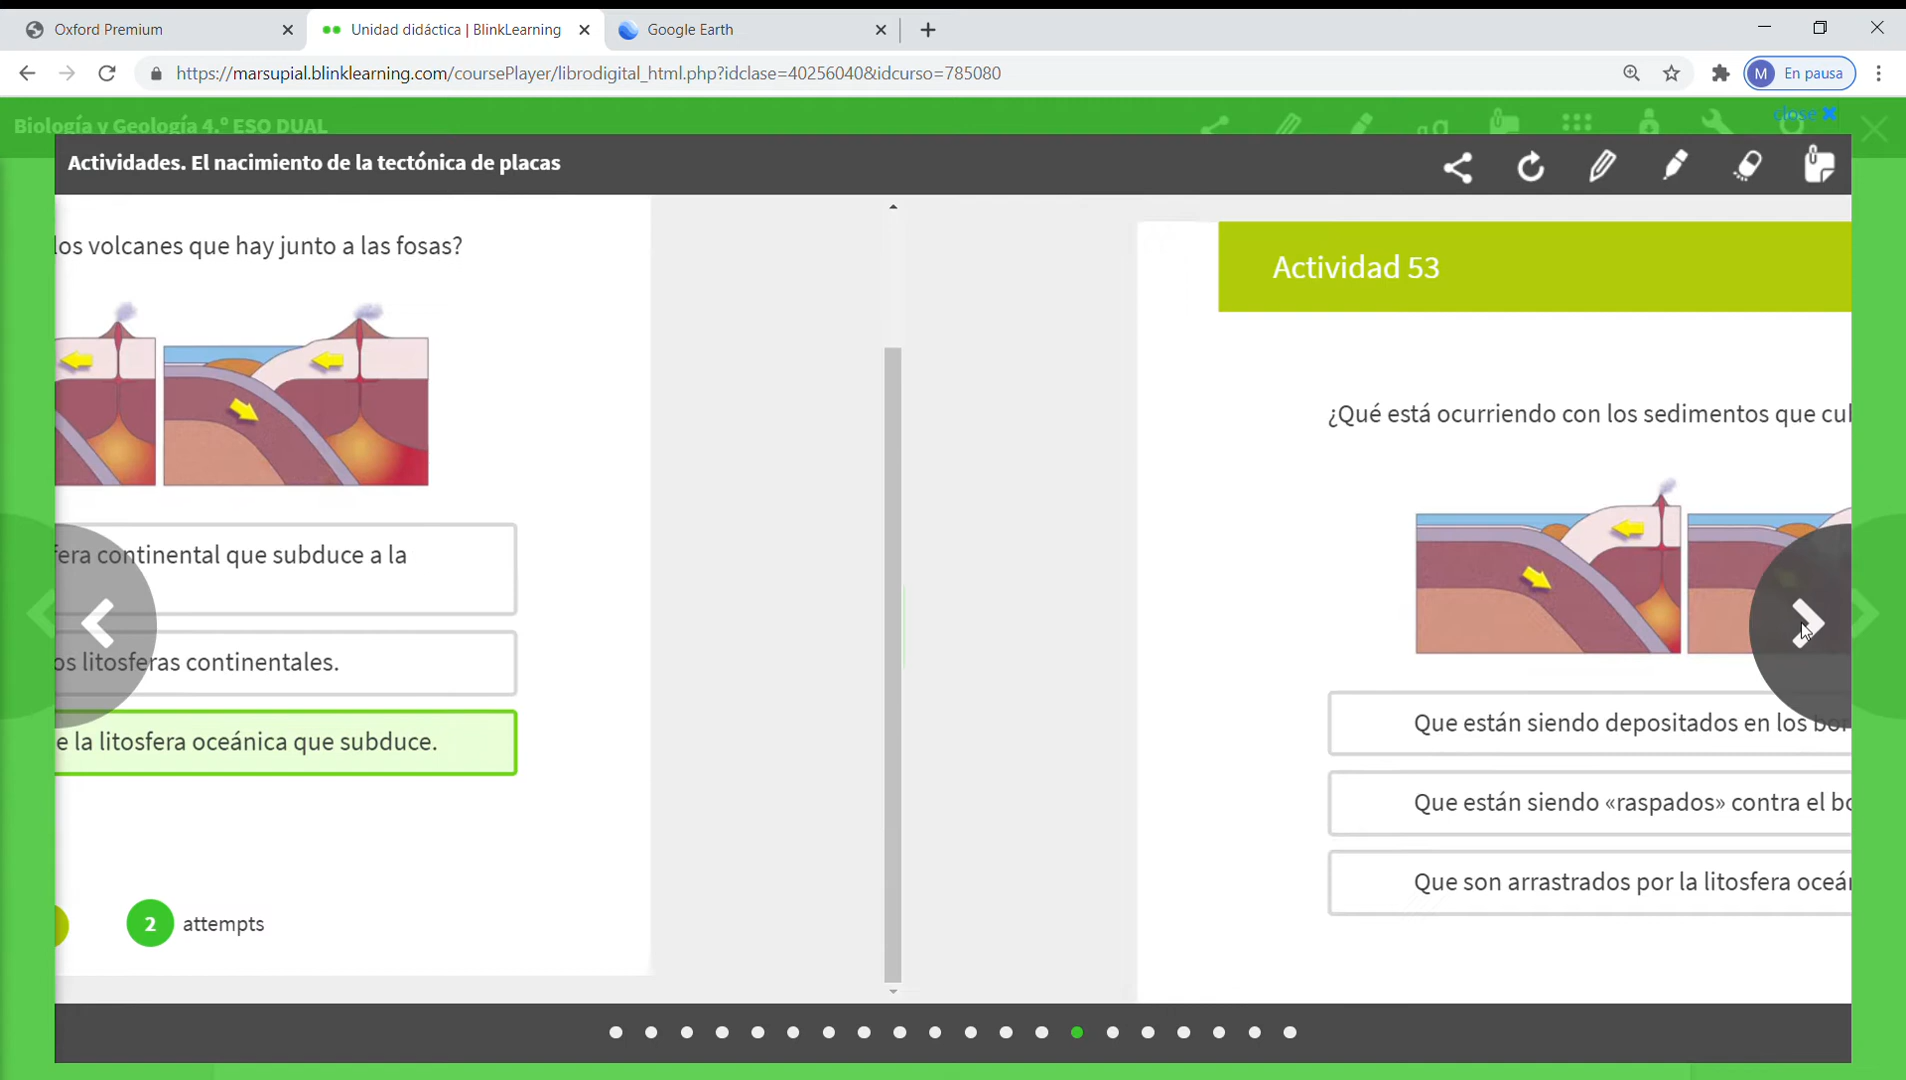 Oxford Premium
Unidad didáctica | BlinkLearning
Google Earth
https://marsupial.blinklearning.com/coursePlayer/librodigital_html.php?idclase=40256040&idcurso=785080
M En pausa
Biología y Geología 4.º ESO DUAL
close
Actividades. El nacimiento de la tectónica de placas
los volcanes que hay junto a las fosas?
fera continental que subduce a la
os litosferas continentales.
e la litosfera oceánica que subduce.
2 attempts
Actividad 53
¿Qué está ocurriendo con los sedimentos que cu
Que están siendo depositados en los bor
Que están siendo «raspados» contra el bo
Que son arrastrados por la litosfera oceá